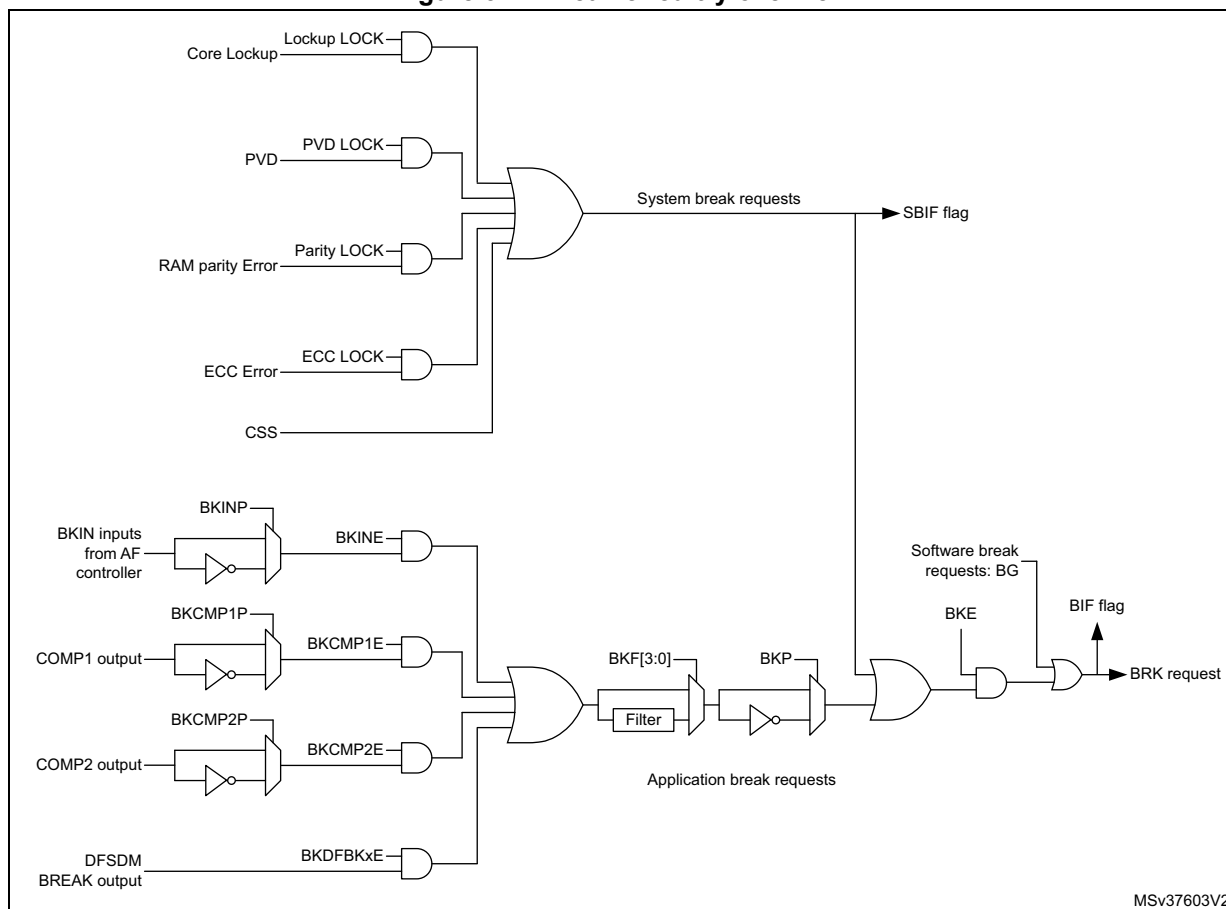 Lockup LOCK
Core Lockup
PVD LOCK
PVD
System break requests
SBIF flag
Parity LOCK
RAM parity Error
ECC LOCK
ECC Error
CSS
BKINP
BKIN inputs
from AF
controller
BKINE
Software break
requests: BG
BKCMP1P
BIF flag
BKE
BKCMP1E
COMP1 output
BKF[3:0]
BKP
BRK request
BKCMP2P
Filter
BKCMP2E
COMP2 output
Application break requests
BKDFBKxE
DFSDM
BREAK output
MSv37603V2